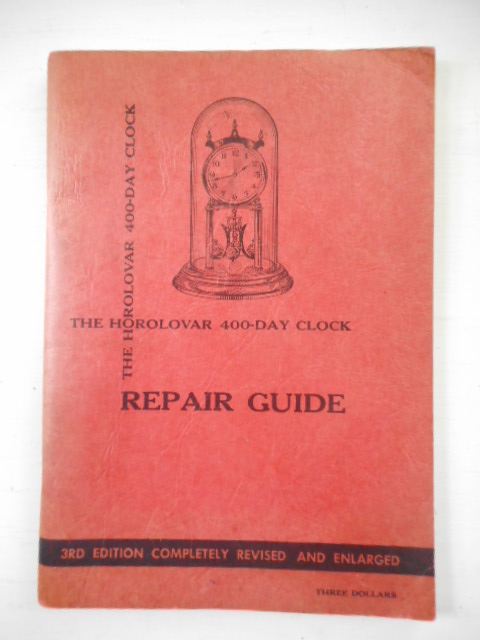 THE HOROLOVAR 400-DAY CLOCK
THE HOROLOVAR 400-DAY CLOCK
REPAIR GUIDE
3RD EDITION COMPLETELY REVISED AND ENLARGED
THREE DOLLARS